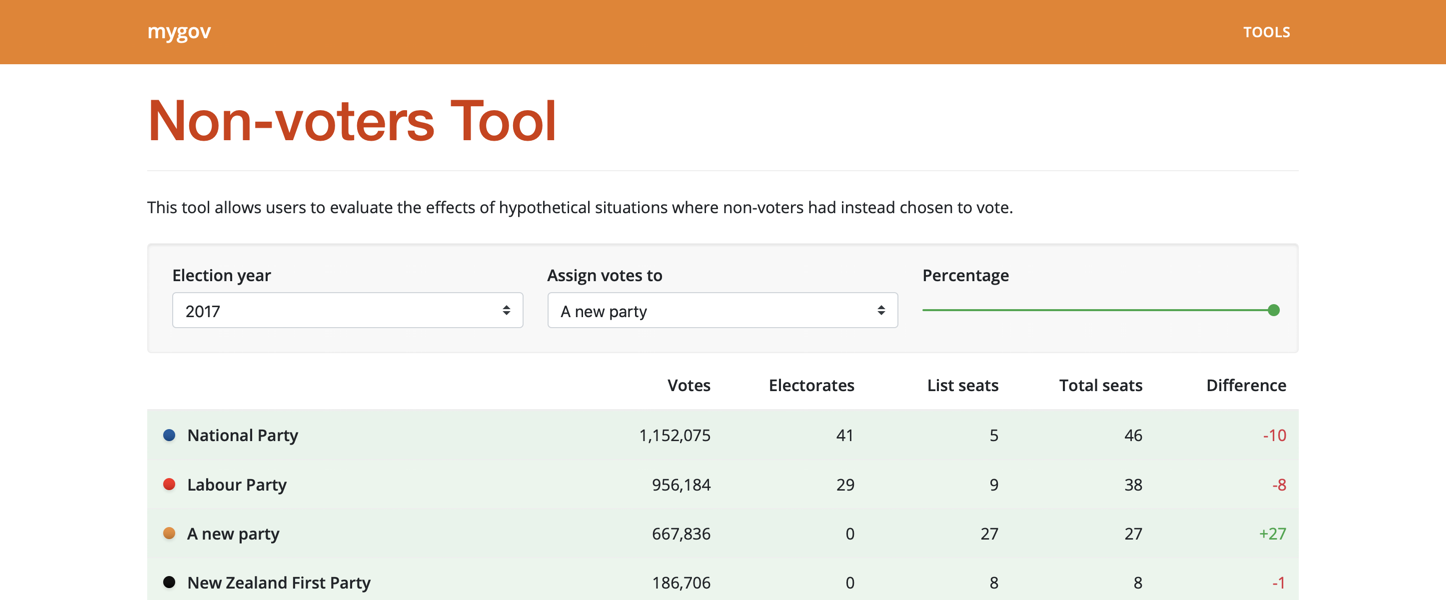 mygov TOOLS
Non-voters Tool
This tool allows users to evaluate the effects of hypothetical situations where non-voters had instead chosen to vote.
Election year Assign votes to Percentage
2017 A new party
Votes Electorates List seats Total seats Difference
National Party 1,152,075 41 5 46 -10
Labour Party 956,184 29 9 38 -8
A new party 667,836 0 27 27 +27
New Zealand First Party 186,706 0 8 8 -1